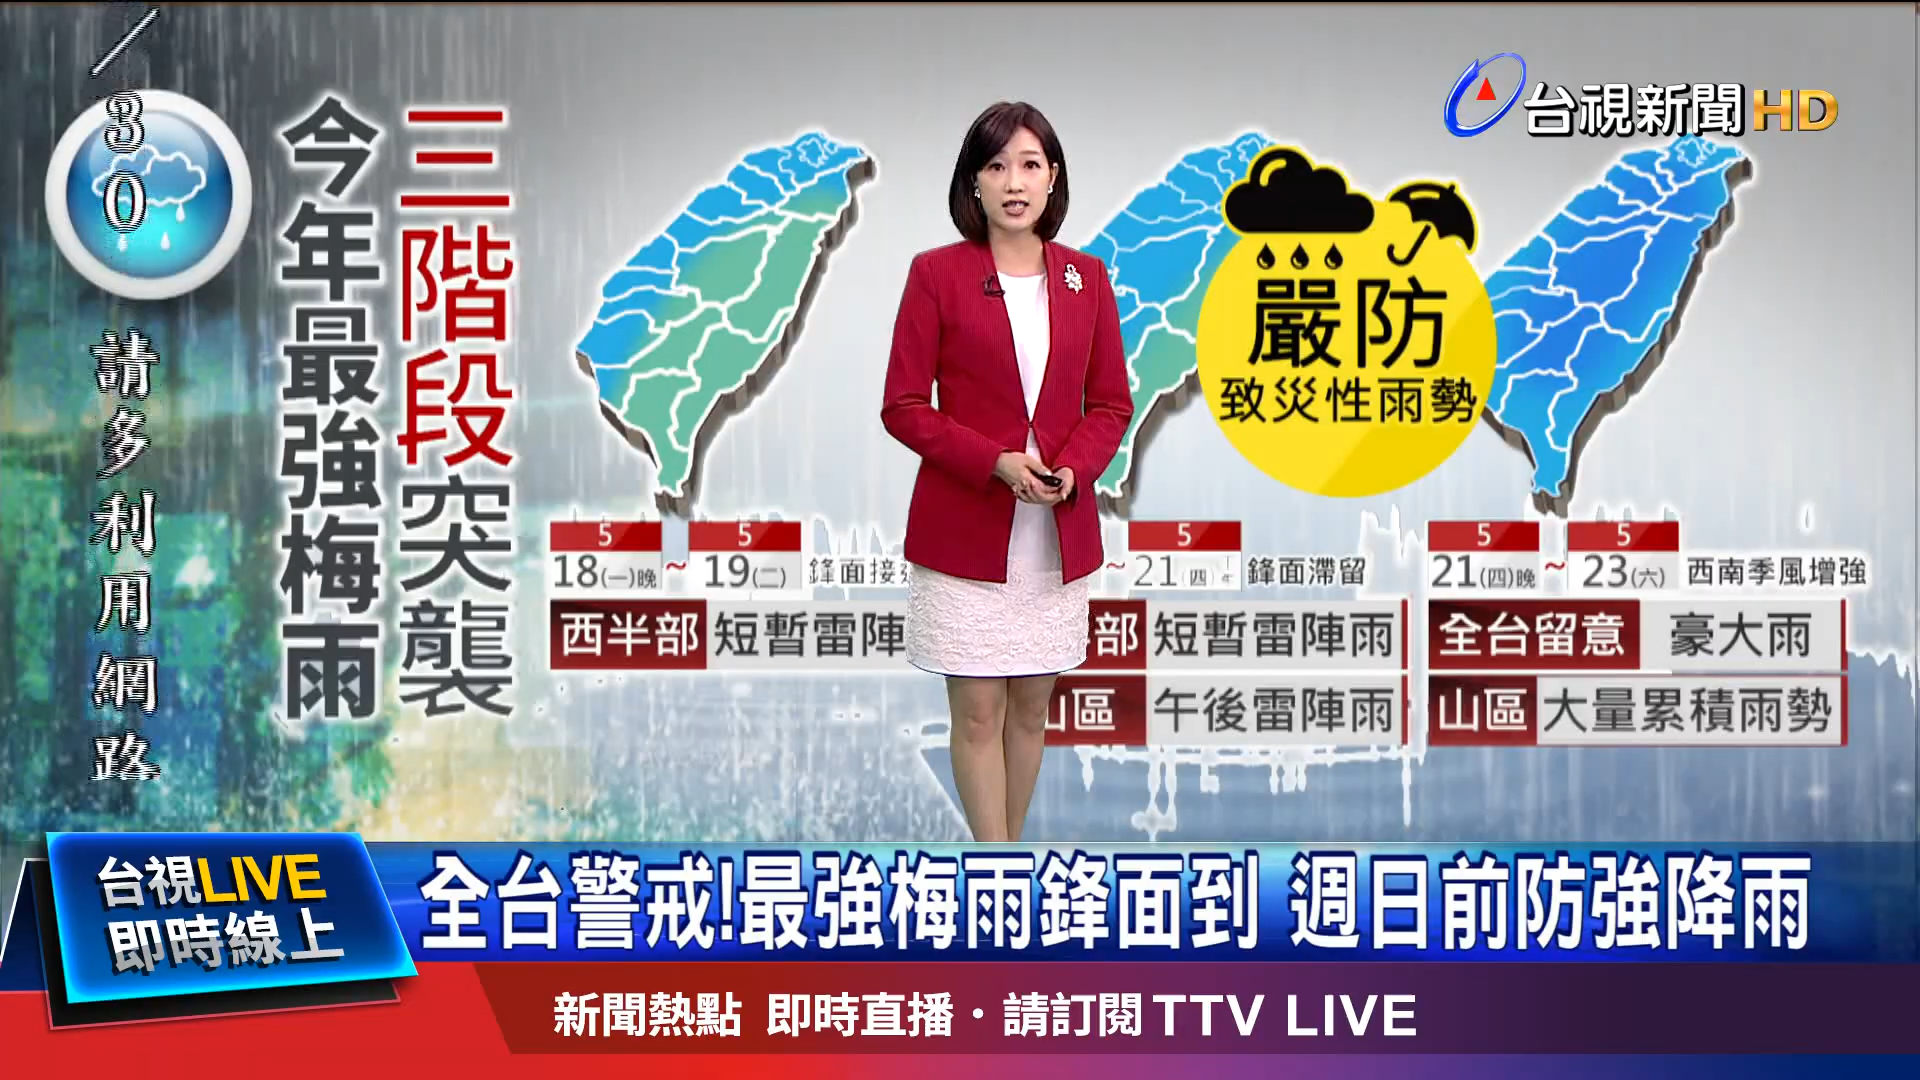 /30 請多利用網路
今年最強梅雨
三階段突襲
台視新聞HD
嚴防
致災性雨勢
5 5
18(一)晚~19(二) 鋒面接
西半部 短暫雷陣
5
~21(四) 鋒面滯留
部 短暫雷陣雨
山區 午後雷陣雨
5 5
21(四)晚~23(六) 西南季風增強
全台留意 豪大雨
山區 大量累積雨勢
台視LIVE
即時線上
全台警戒!最強梅雨鋒面到 週日前防強降雨
新聞熱點 即時直播・請訂閱TTV LIVE